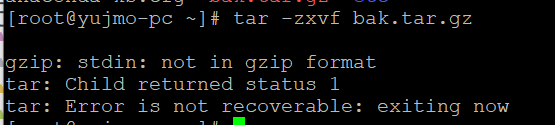 [root@yujmo-pc ~]# tar -zxvf bak.tar.gz
gzip: stdin: not in gzip format
tar: Child returned status 1
tar: Error is not recoverable: exiting now